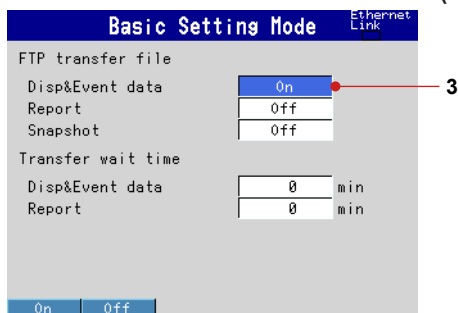 (
Basic Setting Mode Ethernet
Link
FTP transfer file
Disp&Event data On 3
Report Off
Snapshot Off
Transfer wait time
Disp&Event data 0 min
Report 0 min
On Off